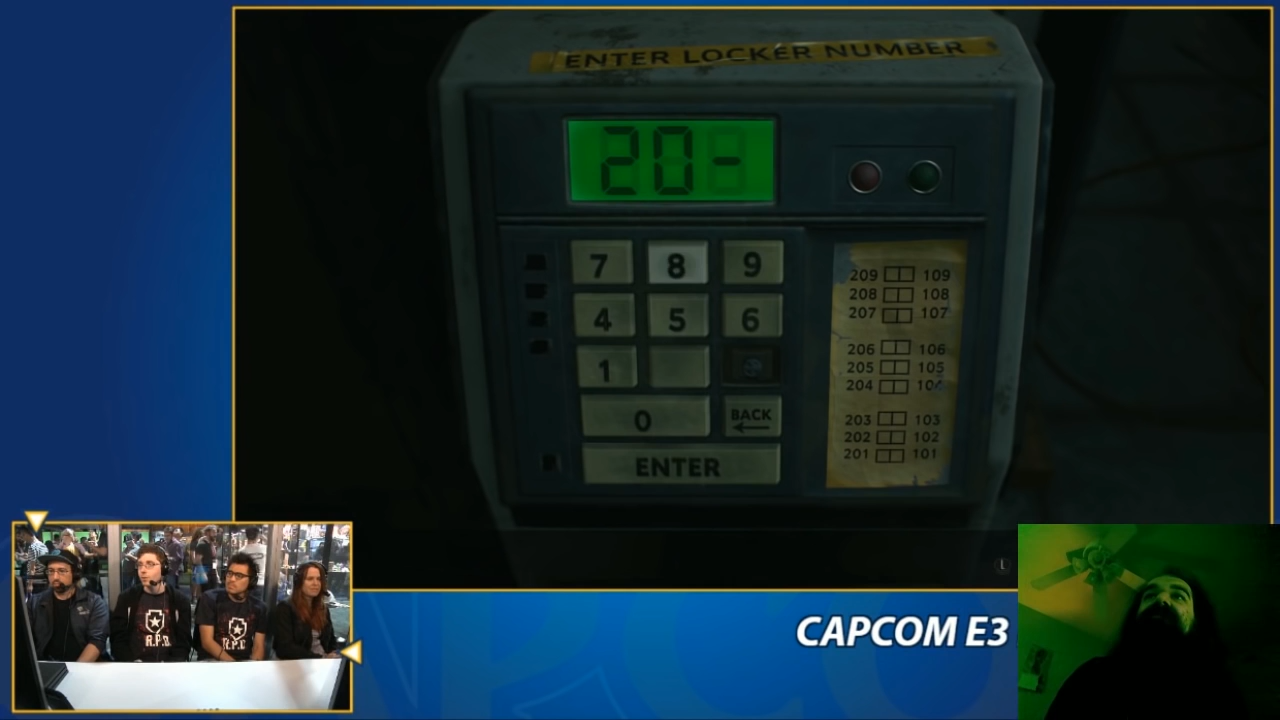 ENTER LOCKER NUMBER
20-
7 8 9
4 5 6
1
0 BACK
ENTER
209 109
208 108
207 107
206 106
205 105
204 104
203 103
202 102
201 101
L
R.P.D.
R.P.D
CAPCOM E3